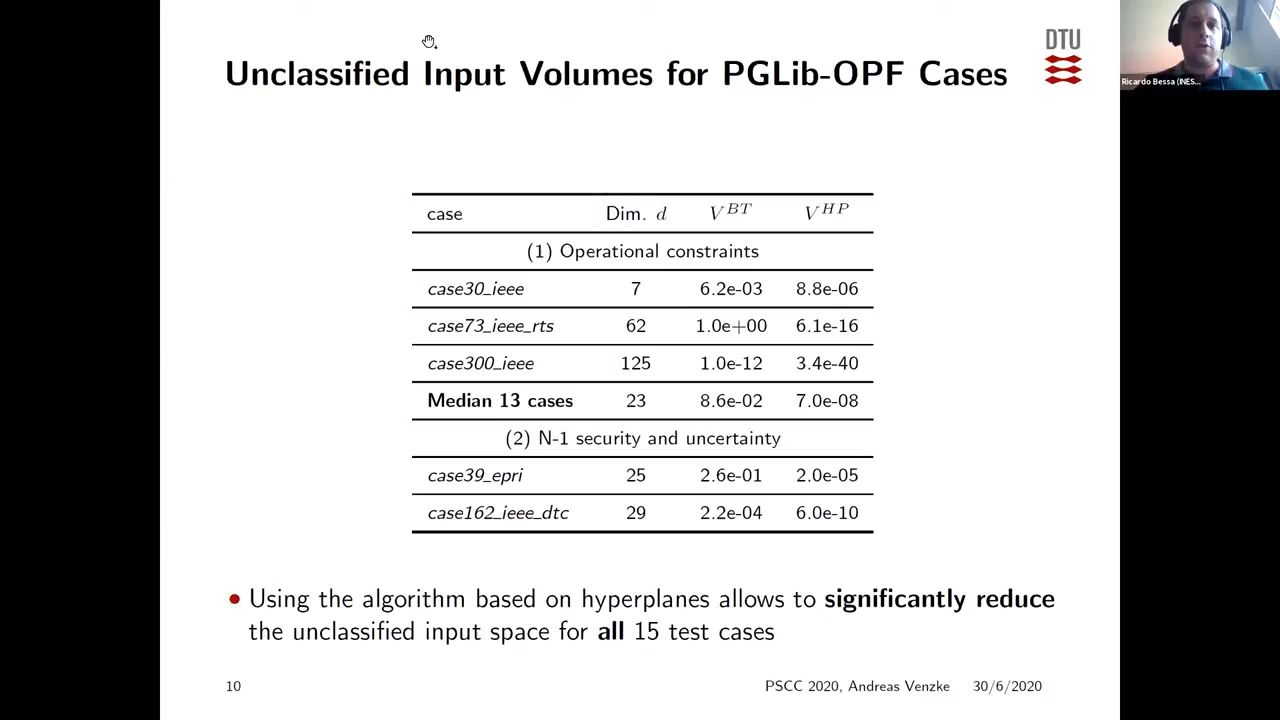 Unclassified Input Volumes for PGLib-OPF Cases
DTU
Ricardo Bessa (INES...
case Dim. d V^BT V^HP
(1) Operational constraints
case30_ieee 7 6.2e-03 8.8e-06
case73_ieee_rts 62 1.0e+00 6.1e-16
case300_ieee 125 1.0e-12 3.4e-40
Median 13 cases 23 8.6e-02 7.0e-08
(2) N-1 security and uncertainty
case39_epri 25 2.6e-01 2.0e-05
case162_ieee_dtc 29 2.2e-04 6.0e-10
• Using the algorithm based on hyperplanes allows to significantly reduce
the unclassified input space for all 15 test cases
10 PSCC 2020, Andreas Venzke 30/6/2020